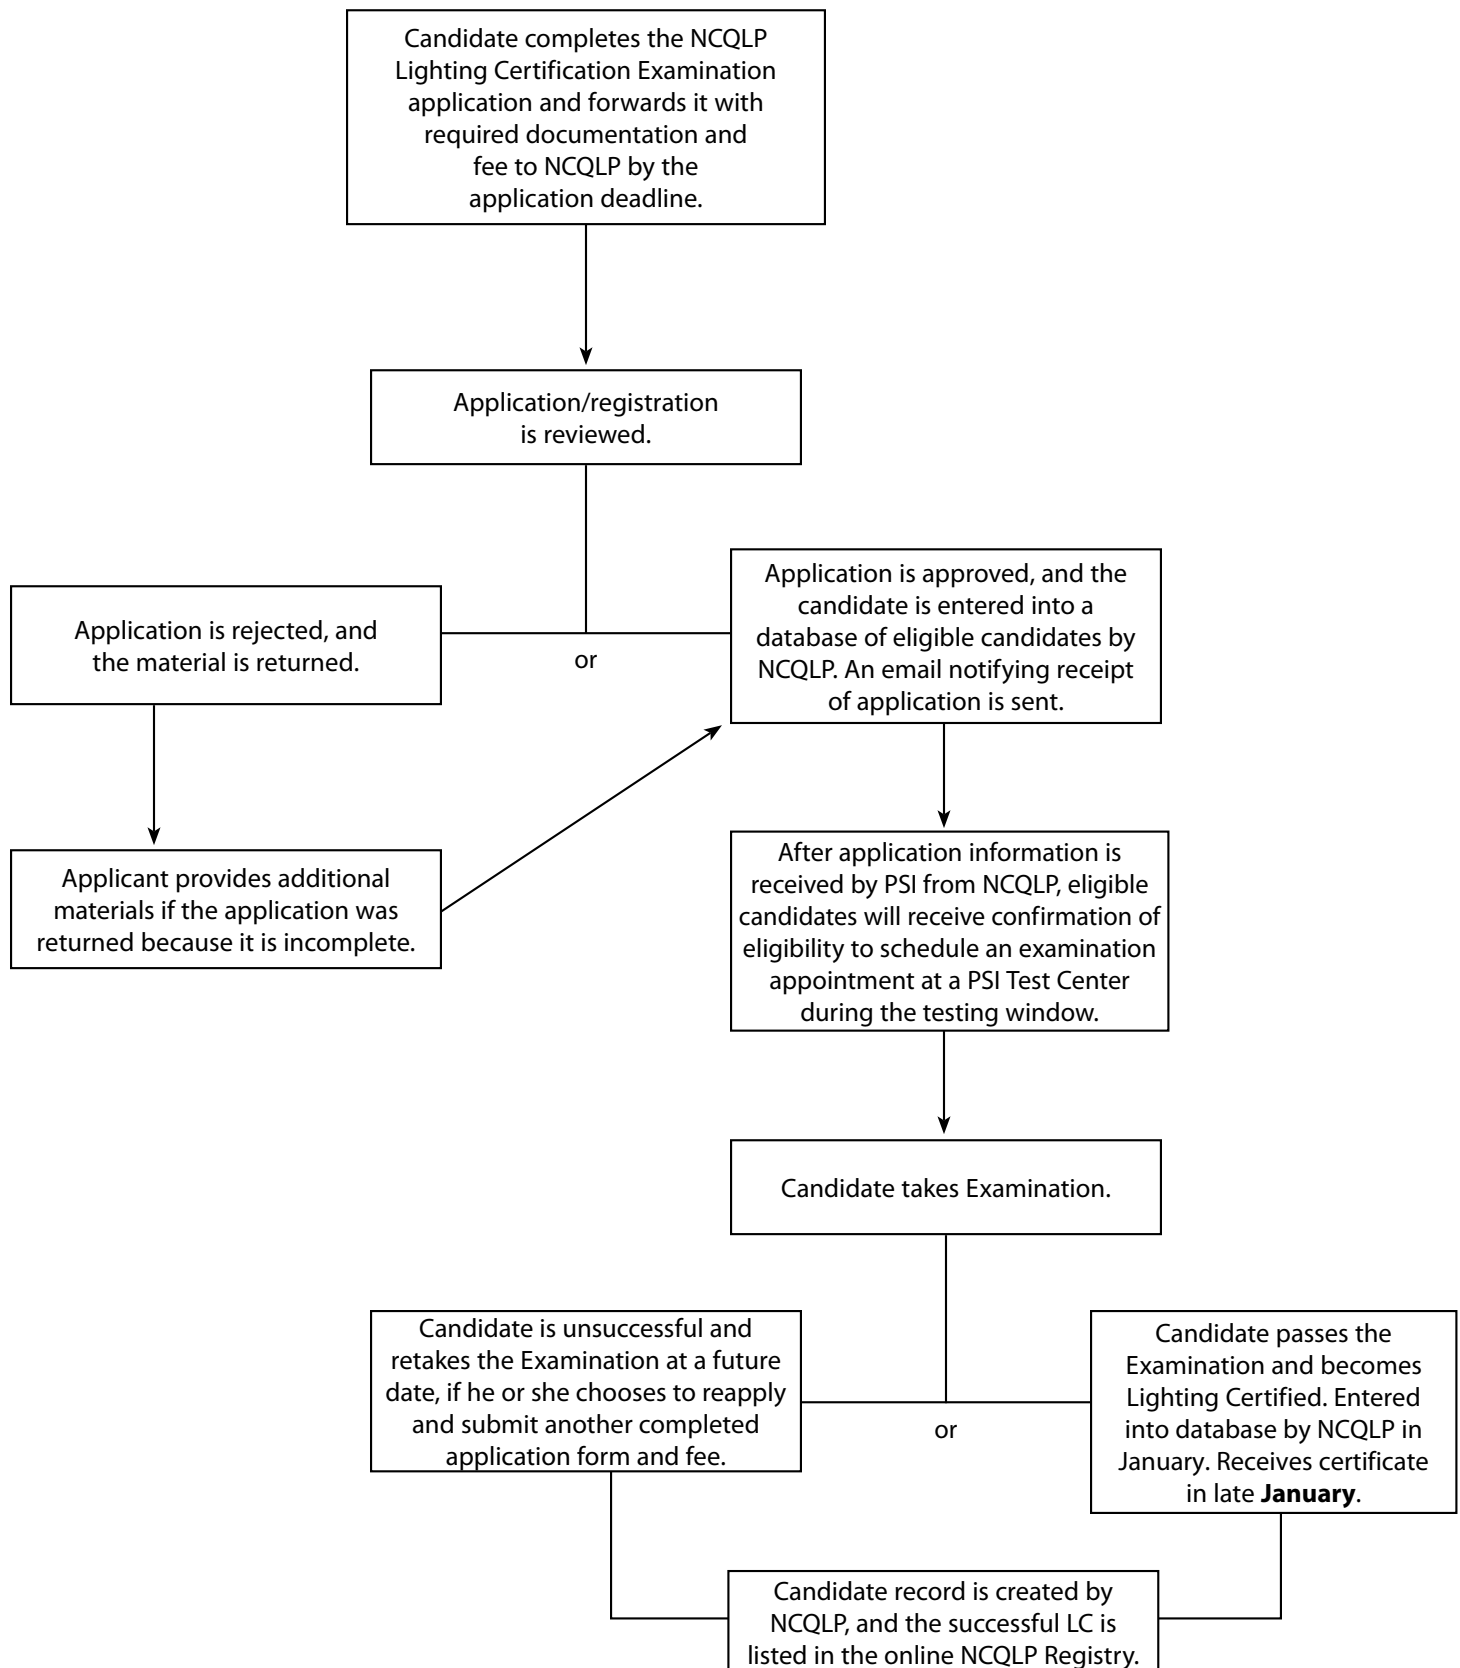 Candidate completes the NCQLP
Lighting Certification Examination
application and forwards it with
required documentation and
fee to NCQLP by the
application deadline.
Application/registration
is reviewed.
Application is rejected, and
the material is returned.
or
Application is approved, and the
candidate is entered into a
database of eligible candidates by
NCQLP. An email notifying receipt
of application is sent.
Applicant provides additional
materials if the application was
returned because it is incomplete.
After application information is
received by PSI from NCQLP, eligible
candidates will receive confirmation of
eligibility to schedule an examination
appointment at a PSI Test Center
during the testing window.
Candidate takes Examination.
Candidate is unsuccessful and
retakes the Examination at a future
date, if he or she chooses to reapply
and submit another completed
application form and fee.
or
Candidate passes the
Examination and becomes
Lighting Certified. Entered
into database by NCQLP in
January. Receives certificate
in late January.
Candidate record is created by
NCQLP, and the successful LC is
listed in the online NCQLP Registry.